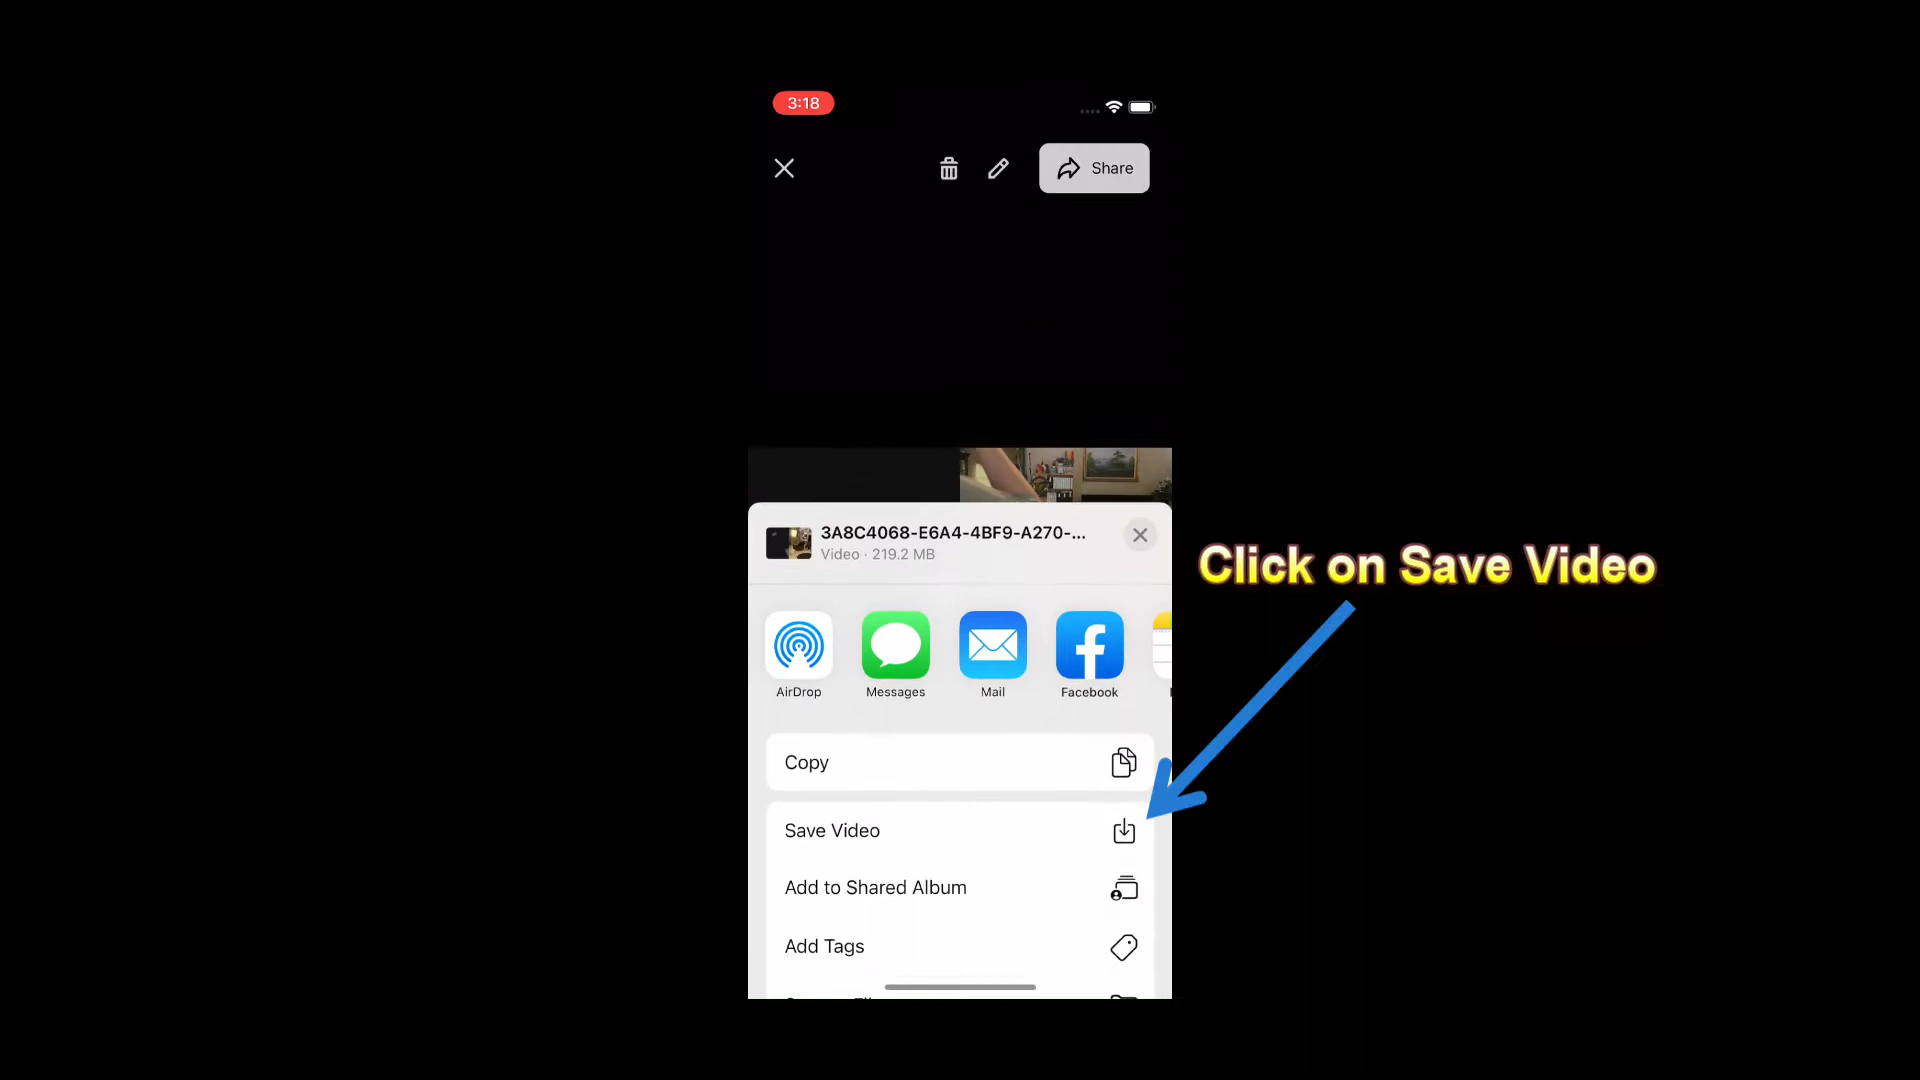 3:18
Share
3A8C4068-E6A4-4BF9-A270-...
Video · 219.2 MB
Click on Save Video
AirDrop
Messages
Mail
Facebook
Copy
Save Video
Add to Shared Album
Add Tags